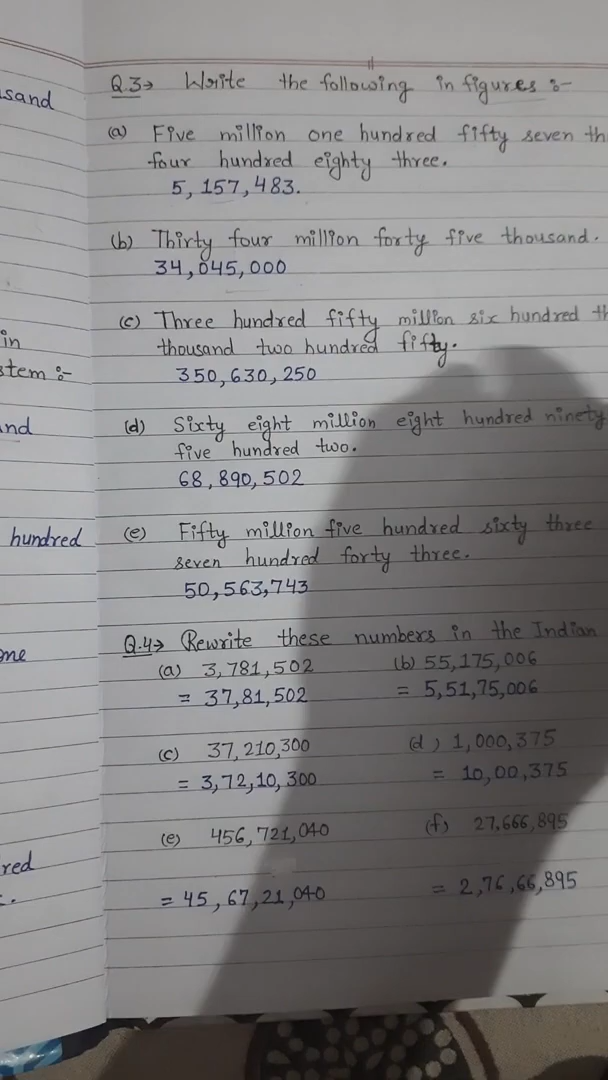 usand
in
stem :-
and
hundred
one
red
Q.3→ Write the following in figures :-
(a) Five million one hundred fifty seven th
four hundred eighty three.
5, 157, 483.
(b) Thirty four million forty five thousand.
34, 045, 000
(c) Three hundred fifty million six hundred th
thousand two hundred fifty.
350, 630, 250
(d) Sixty eight million eight hundred ninety
five hundred two.
68, 890, 502
(e) Fifty million five hundred sixty three
seven hundred forty three.
50, 563, 743
Q.4→ Rewrite these numbers in the Indian
(a) 3,781,502 (b) 55,175,006
= 37,81,502 = 5,51,75,006
(c) 37,210,300 (d) 1,000,375
= 3,72,10,300 = 10,00,375
(e) 456,721,040 (f) 27,666,895
= 45,67,21,040 = 2,76,66,895